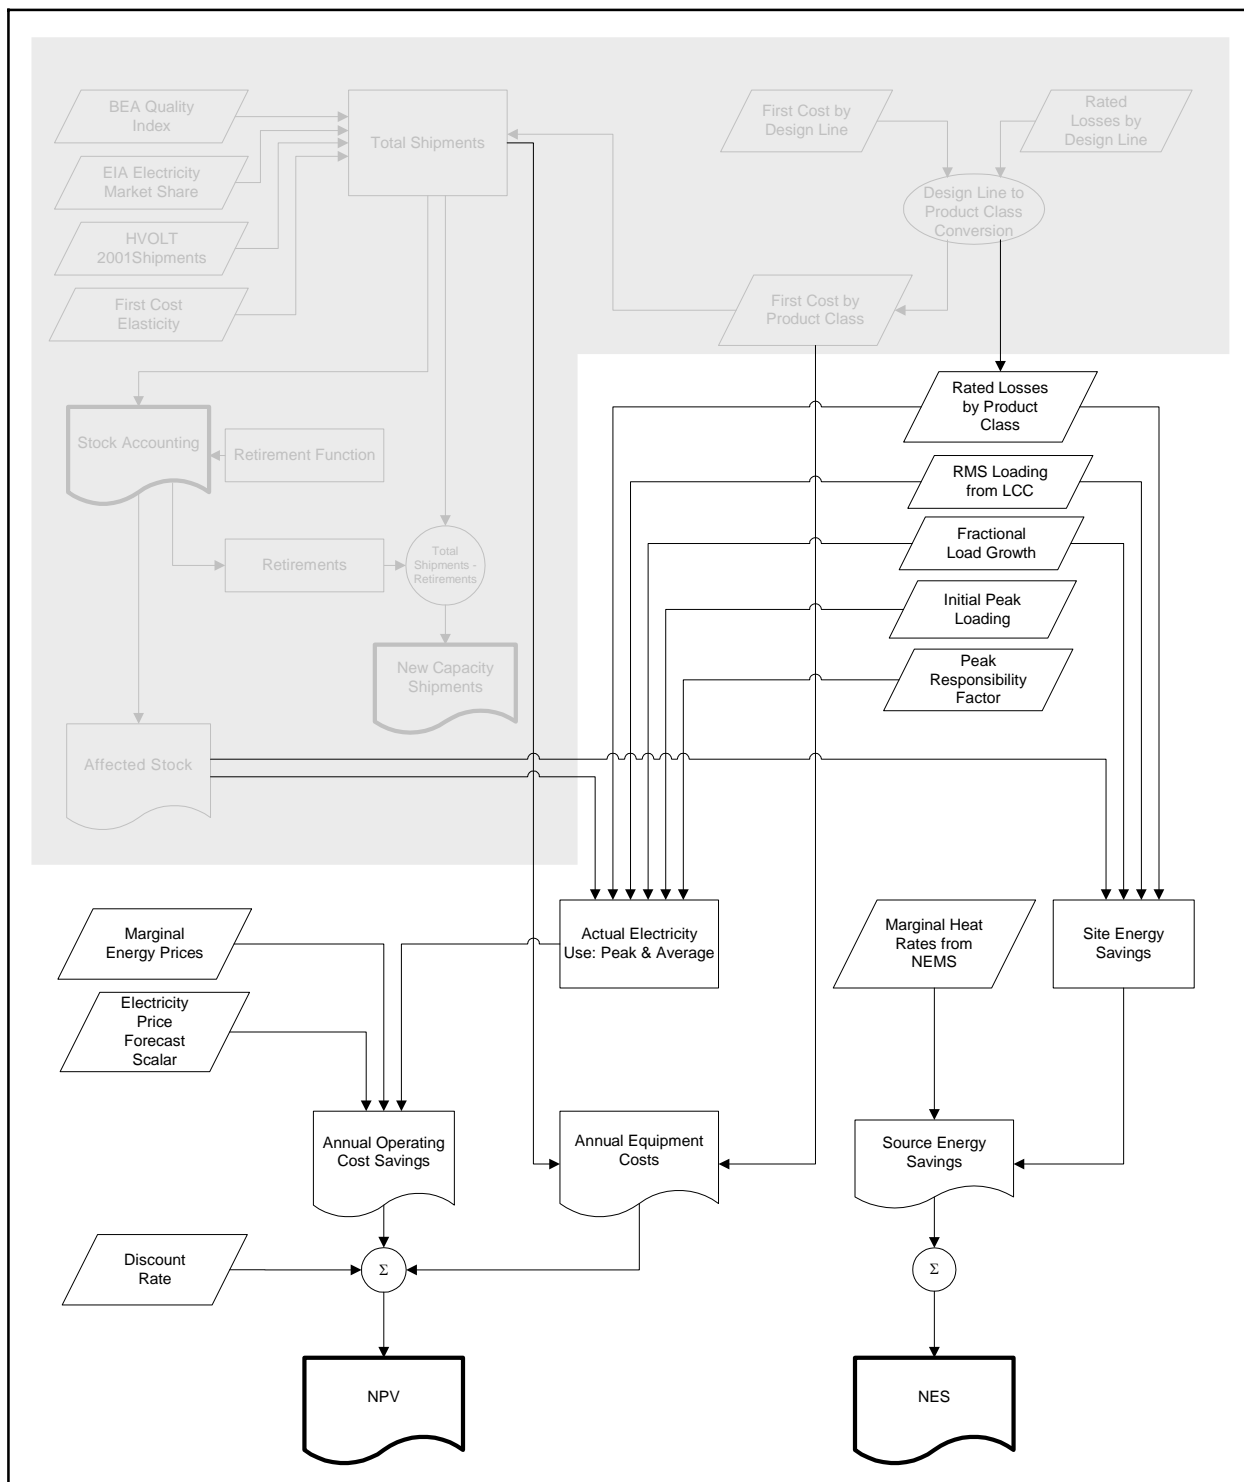 BEA Quality
Index
Total Shipments
First Cost by
Design Line
Rated
Losses by
Design Line
EIA Electricity
Market Share
Design Line to
Product Class
Conversion
HVOLT
2001Shipments
First Cost
Elasticity
First Cost by
Product Class
Rated Losses
by Product
Class
Stock Accounting
Retirement Function
RMS Loading
from LCC
Fractional
Load Growth
Retirements
Total
Shipments -
Retirements
Initial Peak
Loading
New Capacity
Shipments
Peak
Responsibility
Factor
Affected Stock
Marginal
Energy Prices
Actual Electricity
Use: Peak & Average
Marginal Heat
Rates from
NEMS
Site Energy
Savings
Electricity
Price
Forecast
Scalar
Annual Operating
Cost Savings
Annual Equipment
Costs
Source Energy
Savings
Discount
Rate
Σ
Σ
NPV
NES